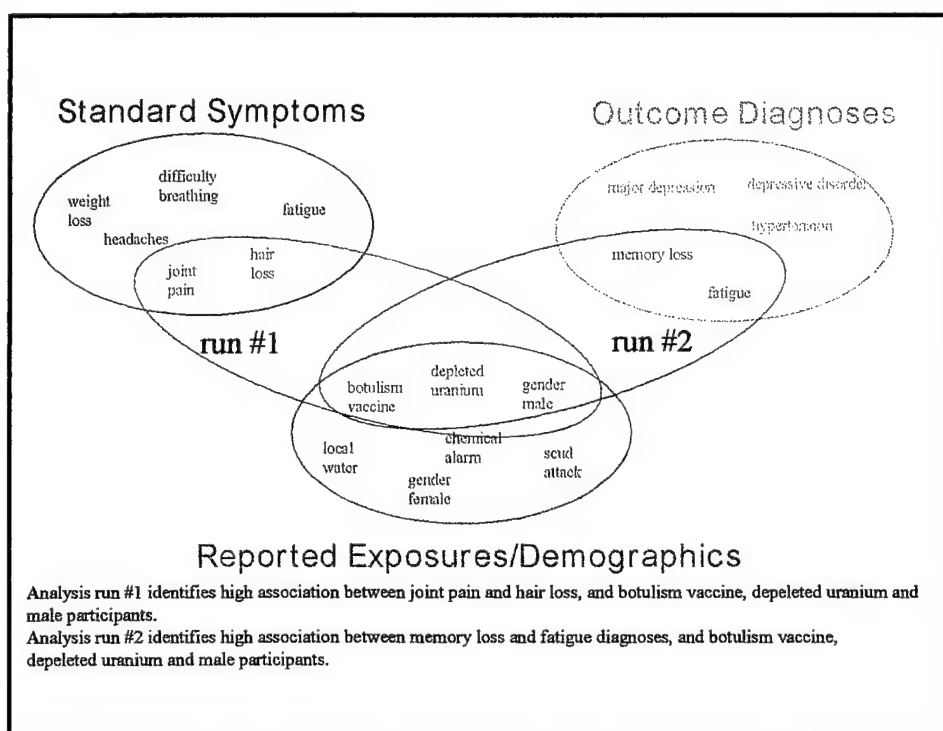 Standard Symptoms
Outcome Diagnoses
difficulty
breathing
weight
loss
fatigue
headaches
hair
loss
joint
pain
major depression
depressive disorder
memory loss
fatigue
run #1
run #2
botulism
vaccine
depleted
uranium
gender
male
local
water
chemical
alarm
gender
female
scud
attack
Reported Exposures/Demographics
Analysis run #1 identifies high association between joint pain and hair loss, and botulism vaccine, depeleted uranium and
male participants.
Analysis run #2 identifies high association between memory loss and fatigue diagnoses, and botulism vaccine,
depeleted uranium and male participants.